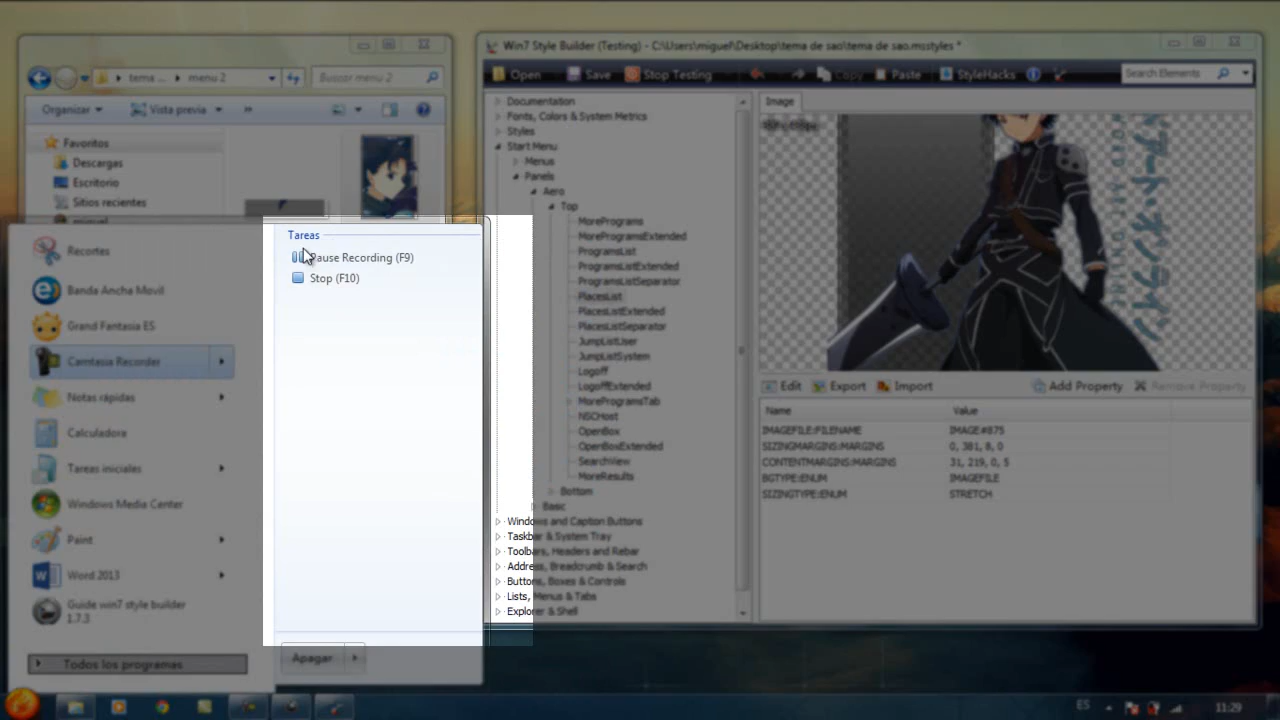 Win7 Style Builder (Testing) - C:\Users\miguel\Desktop\tema de sao\tema de sao.msstyles *
tema ... menu 2
Buscar menu 2
Open Save Stop Testing Copy Paste StyleHacks
Search Elements
Organizar Vista previa »
Favoritos
Descargas
Escritorio
Sitios recientes
miguel
Documentation
Fonts, Colors & System Metrics
Styles
Start Menu
Menus
Panels
Aero
Top
MorePrograms
MoreProgramsExtended
ProgramsList
ProgramsListExtended
ProgramsListSeparator
PlacesList
PlacesListExtended
PlacesListSeparator
JumpListUser
JumpListSystem
Logoff
LogoffExtended
MoreProgramsTab
NSCHost
OpenBox
OpenBoxExtended
SearchView
MoreResults
Bottom
Basic
Windows and Caption Buttons
Taskbar & System Tray
Toolbars, Headers and Rebar
Address, Breadcrumb & Search
Buttons, Boxes & Controls
Lists, Menus & Tabs
Explorer & Shell
Image
Edit Export Import Add Property Remove Property
Name Value
IMAGEFILE:FILENAME IMAGE#875
SIZINGMARGINS:MARGINS 0, 381, 8, 0
CONTENTMARGINS:MARGINS 31, 219, 0, 5
BGTYPE:ENUM IMAGEFILE
SIZINGTYPE:ENUM STRETCH
Recortes
Banda Ancha Movil
Grand Fantasia ES
Camtasia Recorder
Notas rápidas
Calculadora
Tareas iniciales
Windows Media Center
Paint
Word 2013
Guide win7 style builder
1.7.3
Todos los programas
Tareas
Pause Recording (F9)
Stop (F10)
Apagar
ES
11:29